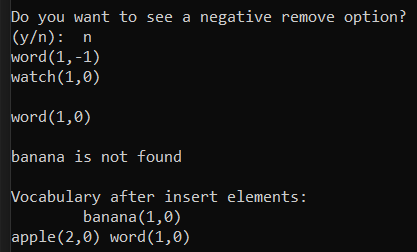 Do you want to see a negative remove option?
(y/n):  n
word(1,-1)
watch(1,0)
word(1,0)
banana is not found
Vocabulary after insert elements:
banana(1,0)
apple(2,0) word(1,0)